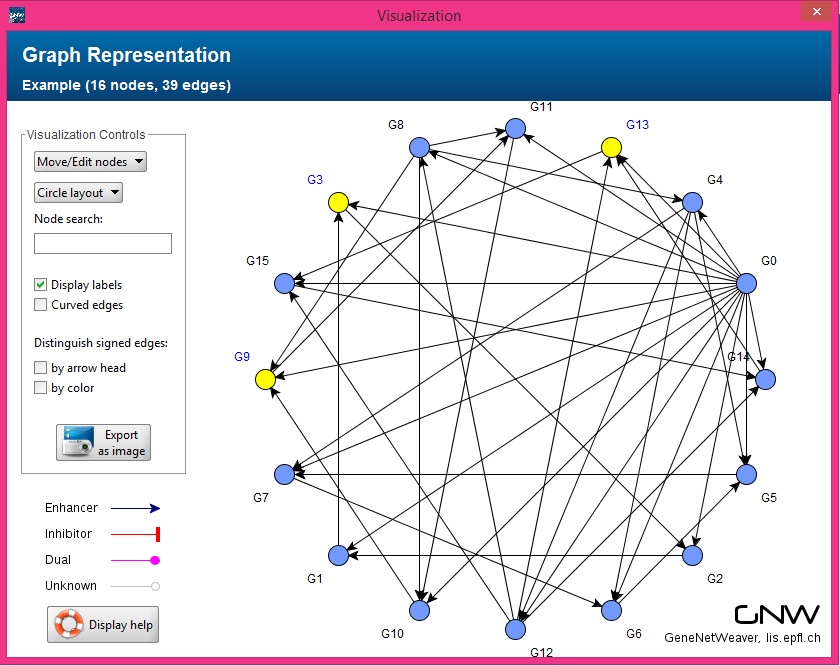 Visualization
Graph Representation
Example (16 nodes, 39 edges)
Visualization Controls
Move/Edit nodes
Circle layout
Node search:
Display labels
Curved edges
Distinguish signed edges:
by arrow head
by color
Export
as image
Enhancer
Inhibitor
Dual
Unknown
Display help
G11
G8
G13
G3
G4
G15
G0
G9
G14
G7
G5
G1
G2
G10
G6
G12
GNW
GeneNetWeaver, lis.epfl.ch